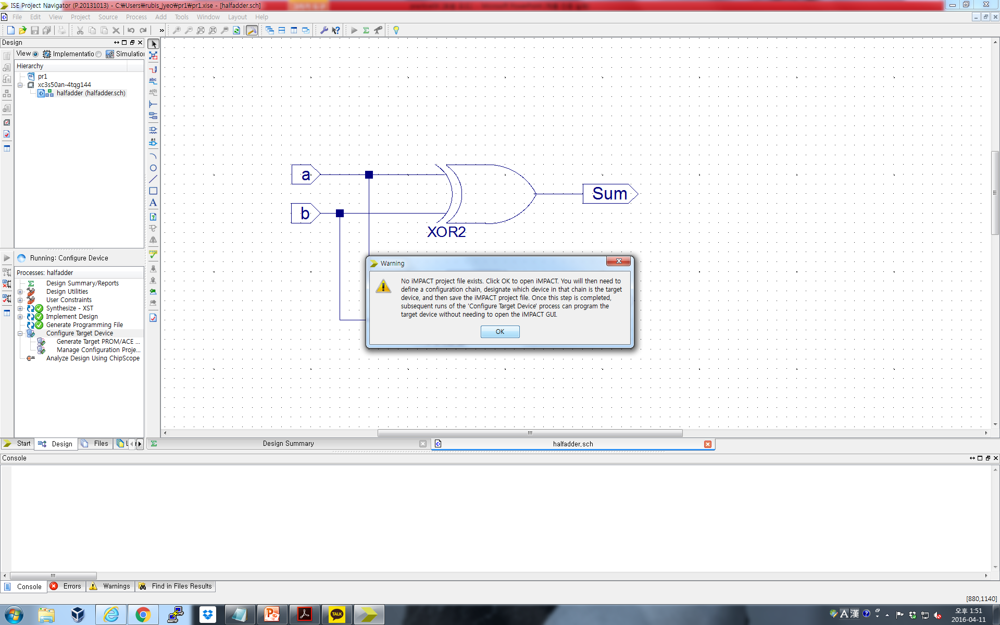 ISE Project Navigator (P.20131013) - C:₩Users₩rubis_jyeo₩pr1₩pr1.xise - [halfadder.sch]
File Edit View Project Source Process Add Tools Window Layout Help
Design
View Implementatio Simulation
Hierarchy
pr1
xc3s50an-4tqg144
halfadder (halfadder.sch)
Running: Configure Device
Processes: halfadder
Design Summary/Reports
Design Utilities
User Constraints
Synthesize - XST
Implement Design
Generate Programming File
Configure Target Device
Generate Target PROM/ACE ...
Manage Configuration Proje...
Analyze Design Using ChipScope
abc
a(0)
A1
A
a
b
XOR2
Sum
Warning
No iMPACT project file exists. Click OK to open iMPACT. You will then need to
define a configuration chain, designate which device in that chain is the target
device, and then save the iMPACT project file. Once this step is completed,
subsequent runs of the 'Configure Target Device' process can program the
target device without needing to open the iMPACT GUI.
OK
Start Design Files
Design Summary
halfadder.sch
Console
Console Errors Warnings Find in Files Results
[880,1140]
TALK
A 漢
오후 1:51
2016-04-11